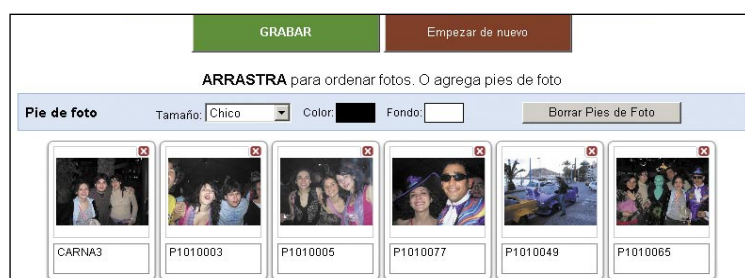 GRABAR Empezar de nuevo
ARRASTRA para ordenar fotos. O agrega pies de foto
Pie de foto Tamaño: Chico Color: Fondo: Borrar Pies de Foto
CARNA3 P1010003 P1010005 P1010077 P1010049 P1010065